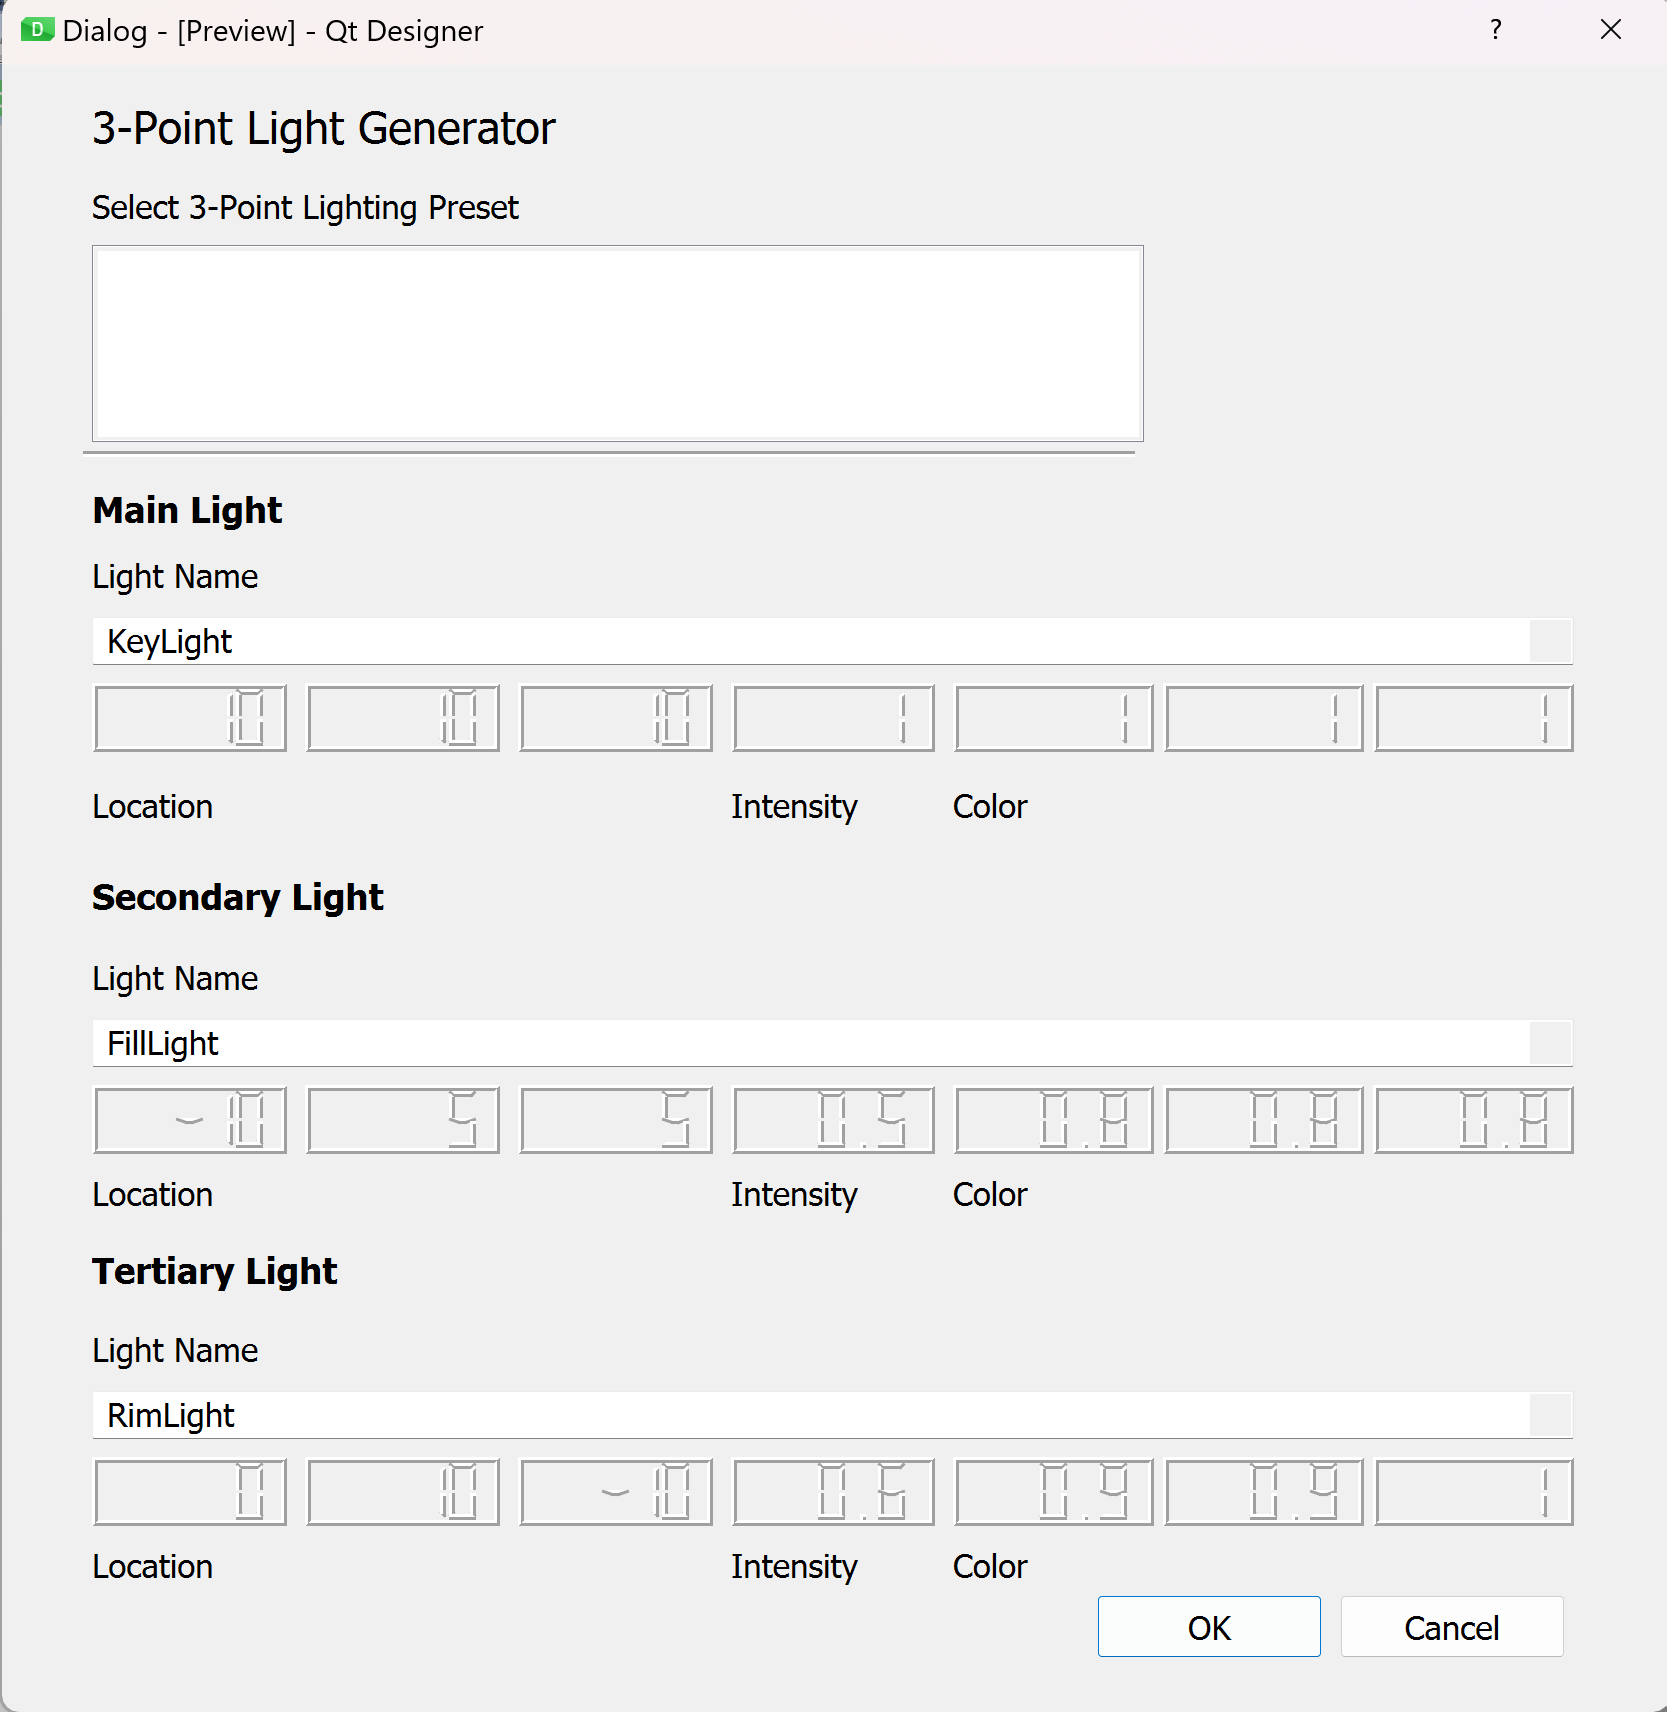 D Dialog - [Preview] - Qt Designer ?
3-Point Light Generator
Select 3-Point Lighting Preset
Main Light
Light Name
KeyLight
10 10 10 1 1 1 1
Location Intensity Color
Secondary Light
Light Name
FillLight
-10 5 5 0.5 0.8 0.8 0.8
Location Intensity Color
Tertiary Light
Light Name
RimLight
0 10 -10 0.6 0.9 0.9 1
Location Intensity Color
OK Cancel